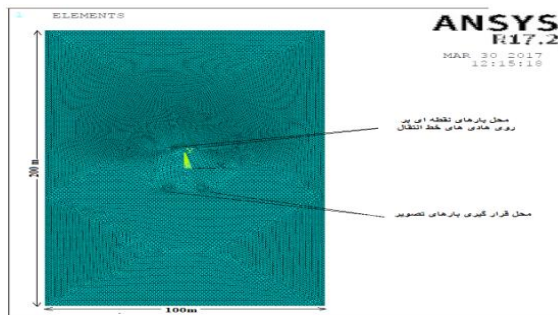 1 ELEMENTS
ANSYS
R17.2
MAR 30 2017
12:15:18
محل بارهای نقطه ای بر
روی هادی های خط انتقال
محل قرار گیری بارهای تصویر
200 m
100m